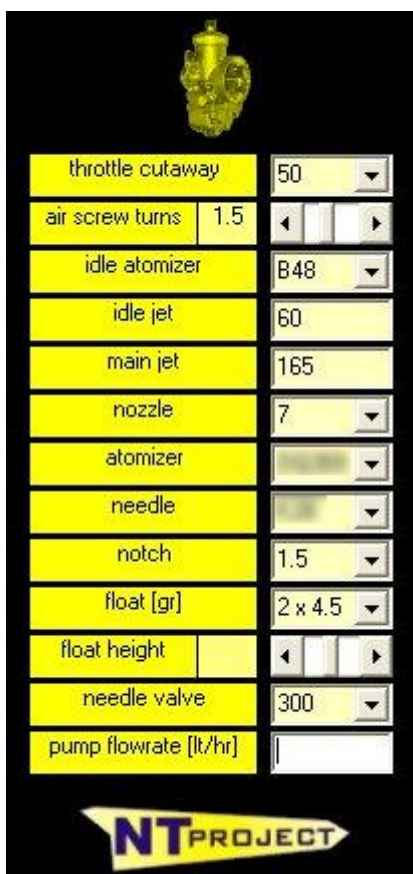 throttle cutaway 50
air screw turns 1.5
idle atomizer B48
idle jet 60
main jet 165
nozzle 7
atomizer
needle
notch 1.5
float [gr] 2 x 4.5
float height
needle valve 300
pump flowrate [lt/hr]
NT PROJECT